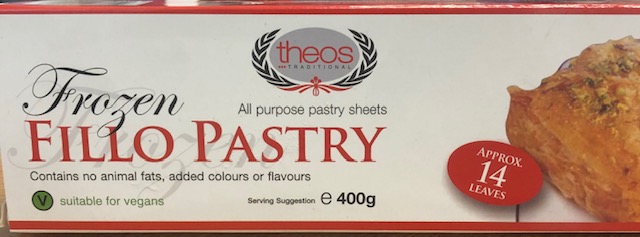 theos
TRADITIONAL
Frozen
All purpose pastry sheets
FILLO PASTRY
Contains no animal fats, added colours or flavours
V suitable for vegans
Serving Suggestion ℮ 400g
APPROX.
14
LEAVES